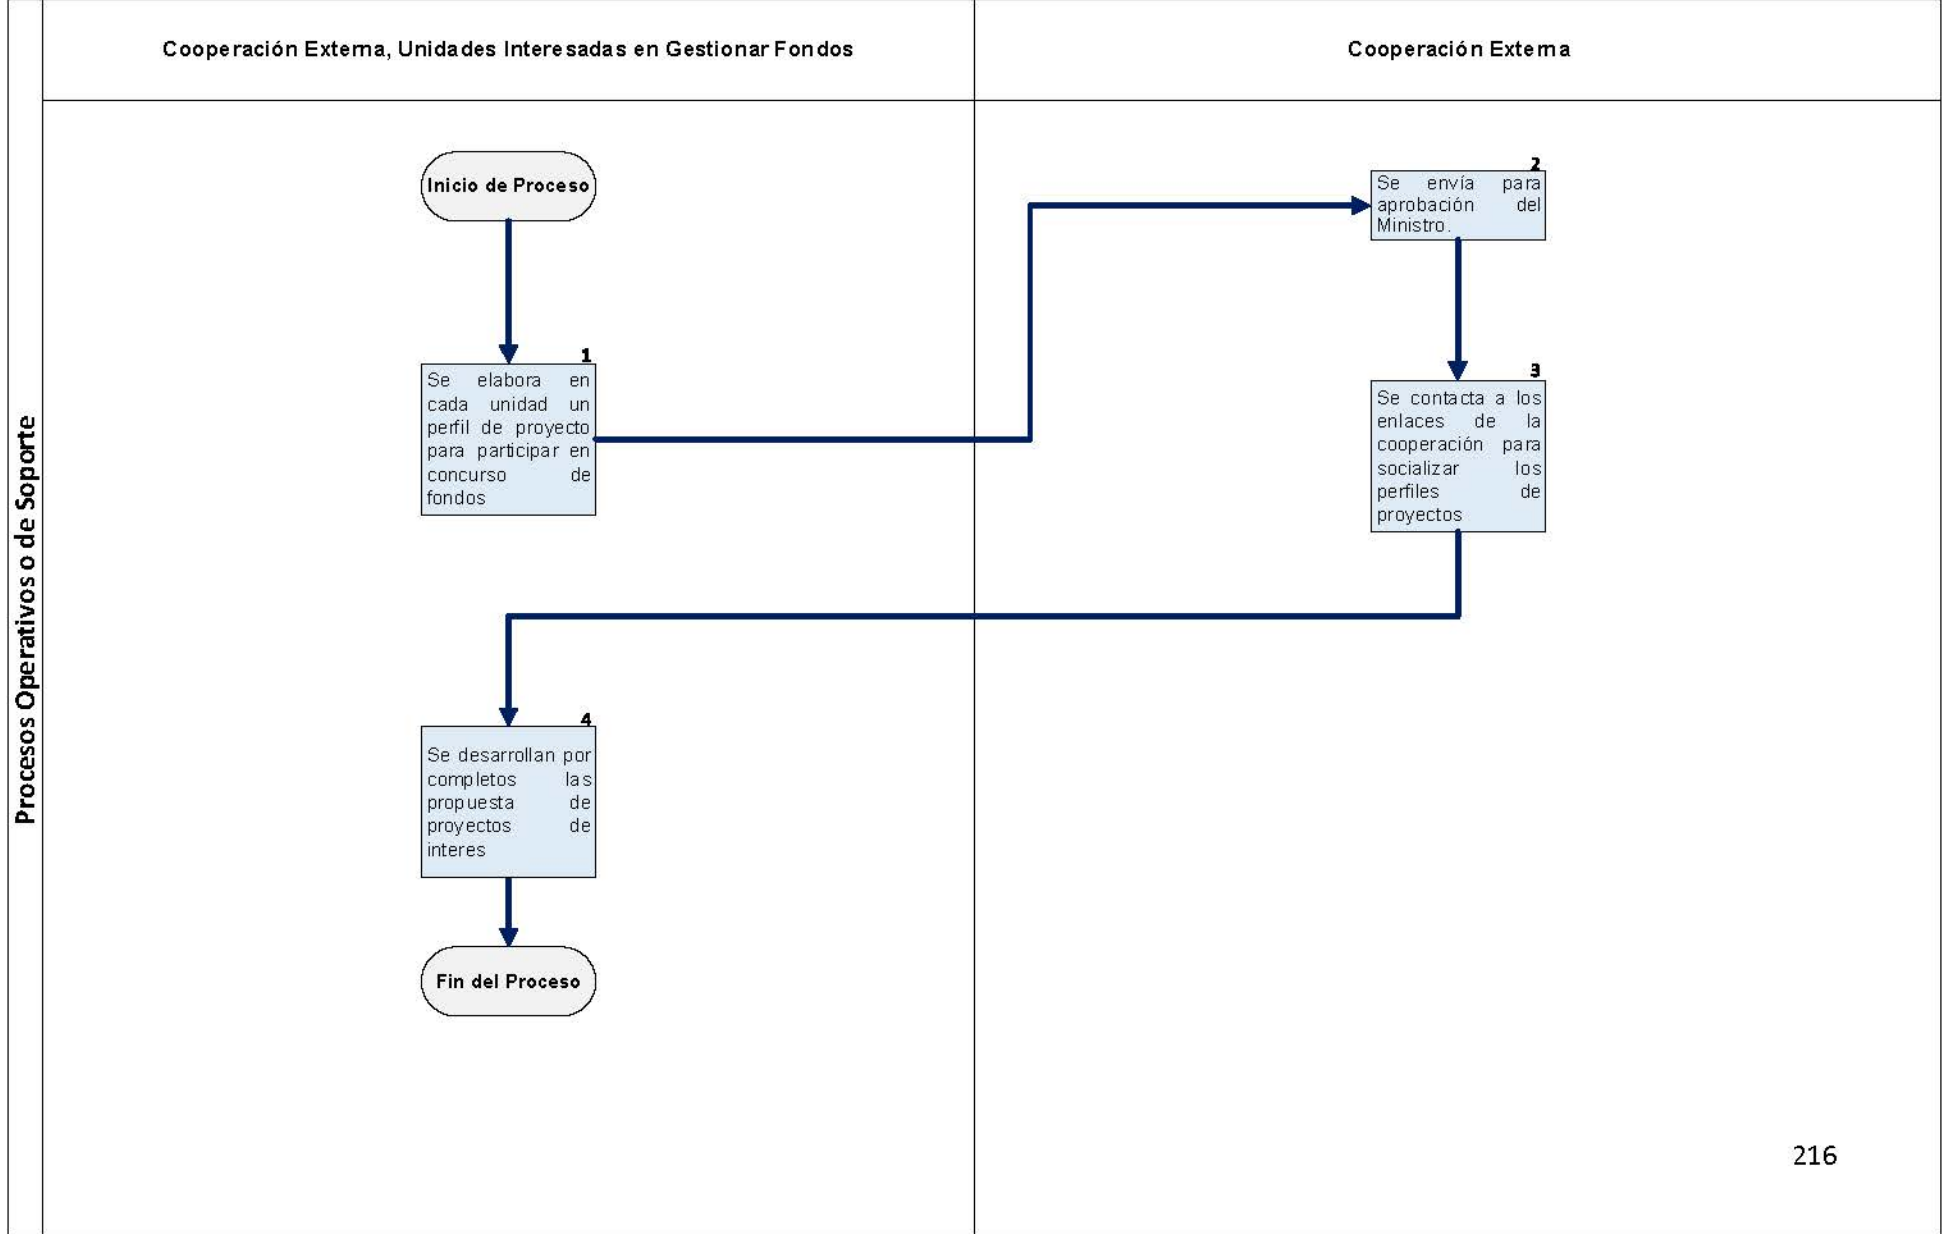 Cooperación Externa, Unidades Interesadas en Gestionar Fondos
Cooperación Externa
Procesos Operativos o de Soporte
Inicio de Proceso
1
Se elabora en
cada unidad un
perfil de proyecto
para participar en
concurso de
fondos
2
Se envía para
aprobación del
Ministro.
3
Se contacta a los
enlaces de la
cooperación para
socializar los
perfiles de
proyectos
4
Se desarrollan por
completos las
propuesta de
proyectos de
interes
Fin del Proceso
216